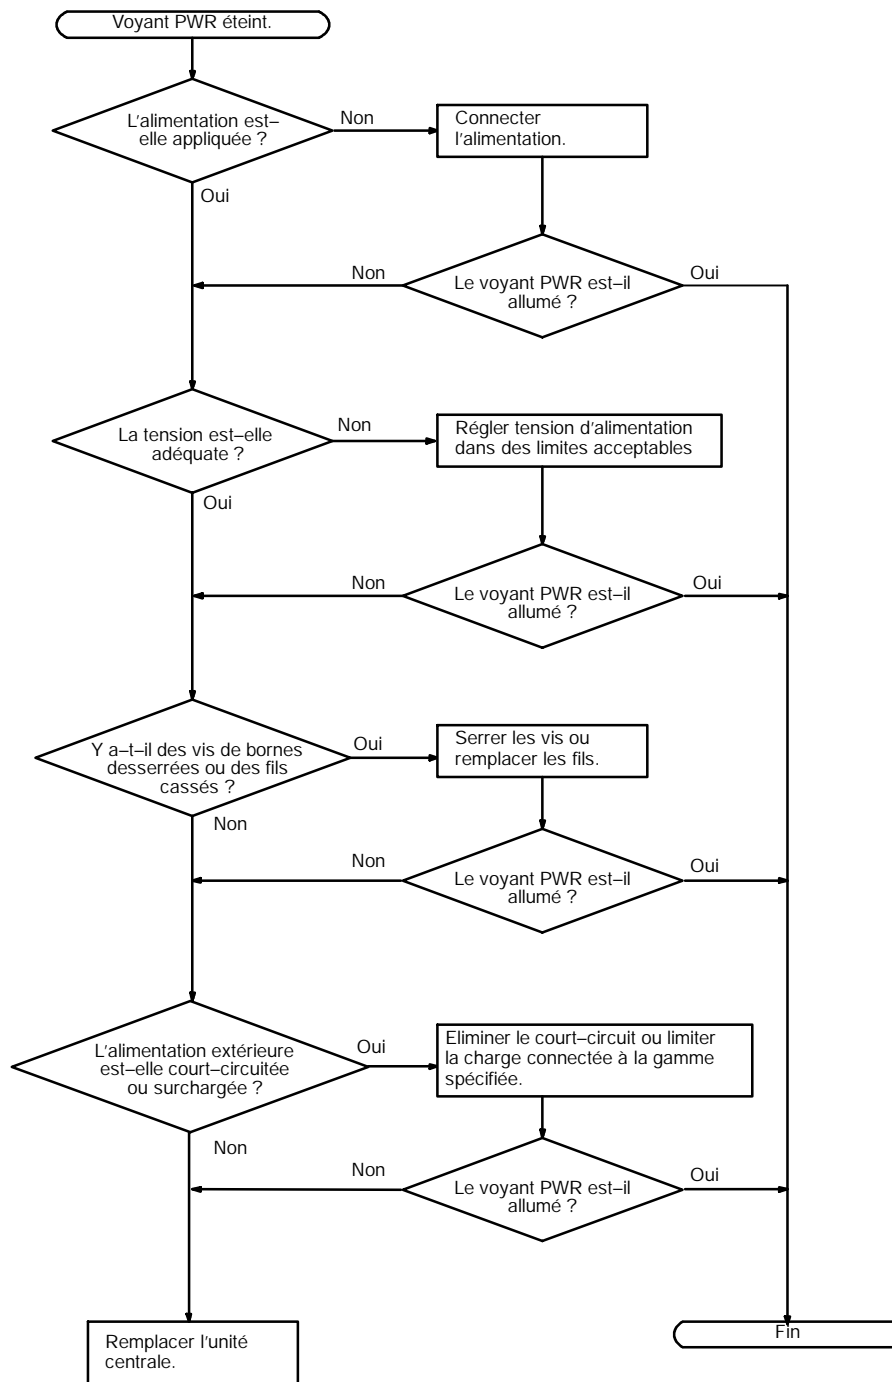 Voyant PWR éteint.
L'alimentation est–
elle appliquée ?
Non
Connecter
l'alimentation.
Oui
Non
Le voyant PWR est–il
allumé ?
Oui
La tension est–elle
adéquate ?
Non
Régler tension d'alimentation
dans des limites acceptables
Oui
Non
Le voyant PWR est–il
allumé ?
Oui
Y a–t–il des vis de bornes
desserrées ou des fils
cassés ?
Oui
Serrer les vis ou
remplacer les fils.
Non
Non
Le voyant PWR est–il
allumé ?
Oui
L'alimentation extérieure
est–elle court–circuitée
ou surchargée ?
Oui
Eliminer le court–circuit ou limiter
la charge connectée à la gamme
spécifiée.
Non
Non
Le voyant PWR est–il
allumé ?
Oui
Remplacer l'unité
centrale.
Fin